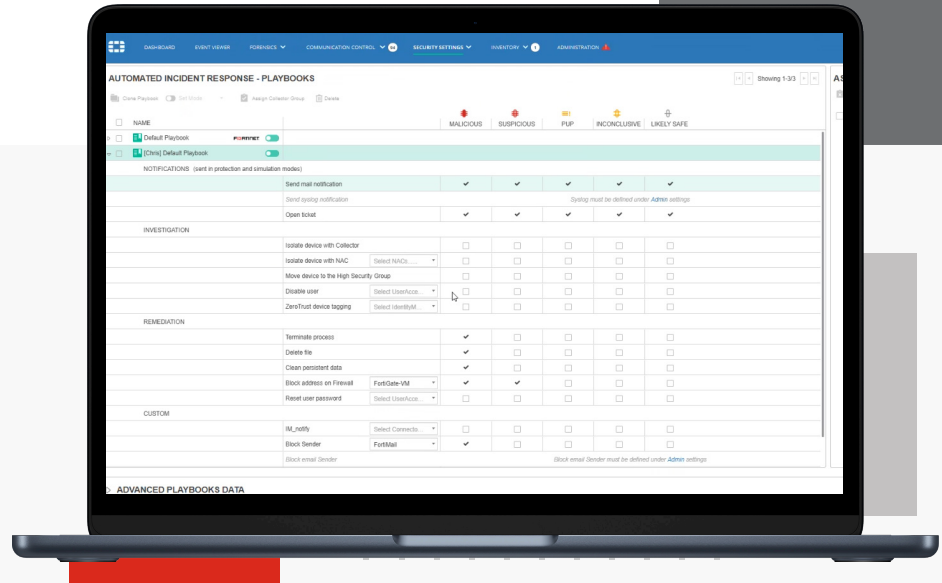 DASHBOARD EVENT VIEWER FORENSICS COMMUNICATION CONTROL SECURITY SETTINGS INVENTORY 1 ADMINISTRATION
AUTOMATED INCIDENT RESPONSE - PLAYBOOKS Showing 1-3/3 AS
Clone Playbook Set Mode Assign Collector Group Delete
NAME MALICIOUS SUSPICIOUS PUP INCONCLUSIVE LIKELY SAFE
Default Playbook FORTINET
[Chris] Default Playbook
NOTIFICATIONS (sent in protection and simulation modes)
Send mail notification
Send syslog notification Syslog must be defined under Admin settings
Open ticket
INVESTIGATION
Isolate device with Collector
Isolate device with NAC Select NACs......
Move device to the High Security Group
Disable user Select UserAcce...
ZeroTrust device tagging Select IdentityM...
REMEDIATION
Terminate process
Delete file
Clean persistent data
Block address on Firewall FortiGate-VM
Reset user password Select UserAcce...
CUSTOM
IM_notify Select Connecto...
Block Sender FortiMail
Block email Sender Block email Sender must be defined under Admin settings
ADVANCED PLAYBOOKS DATA